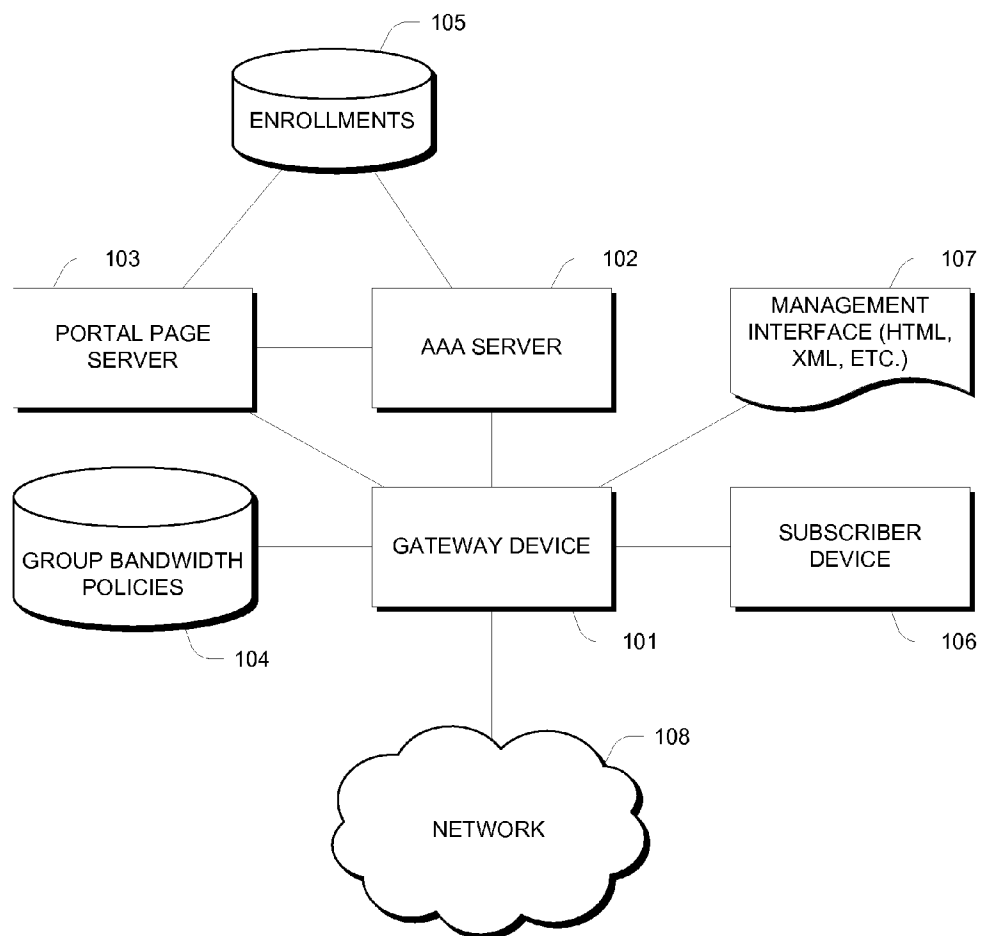 105
ENROLLMENTS
103
102
107
PORTAL PAGE
SERVER
AAA SERVER
MANAGEMENT
INTERFACE (HTML,
XML, ETC.)
GROUP BANDWIDTH
POLICIES
GATEWAY DEVICE
SUBSCRIBER
DEVICE
104
101
106
108
NETWORK